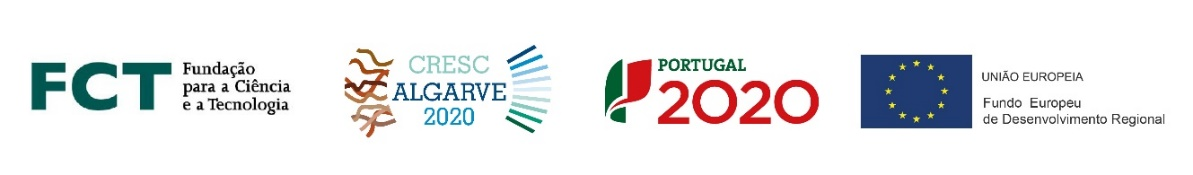 FCT
Fundação
para a Ciência
e a Tecnologia
CRESC
ALGARVE
2020
PORTUGAL
2020
UNIÃO EUROPEIA
Fundo Europeu
de Desenvolvimento Regional